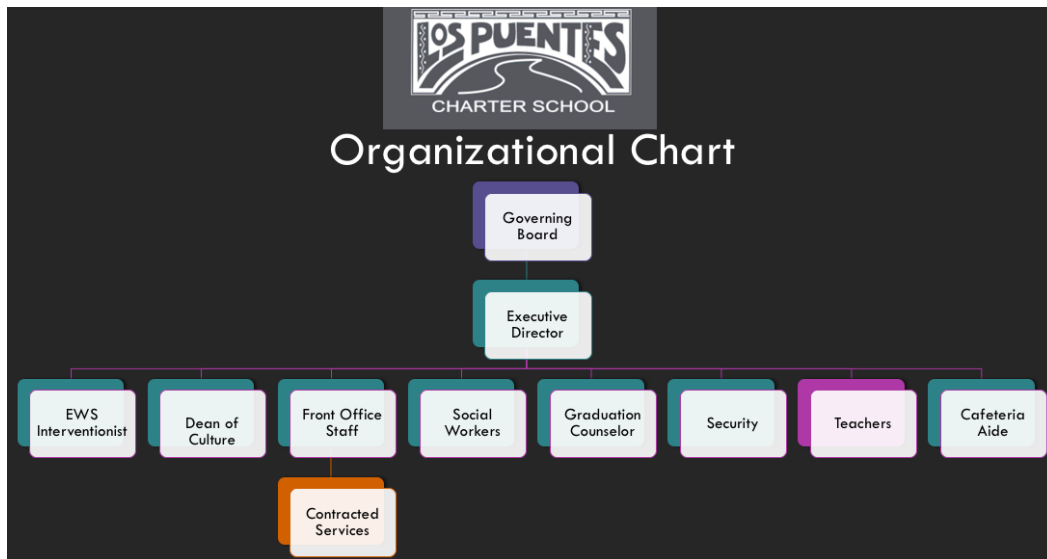 LOS PUENTES
CHARTER SCHOOL
Organizational Chart
Governing
Board
Executive
Director
EWS
Interventionist
Dean of
Culture
Front Office
Staff
Social
Workers
Graduation
Counselor
Security
Teachers
Cafeteria
Aide
Contracted
Services